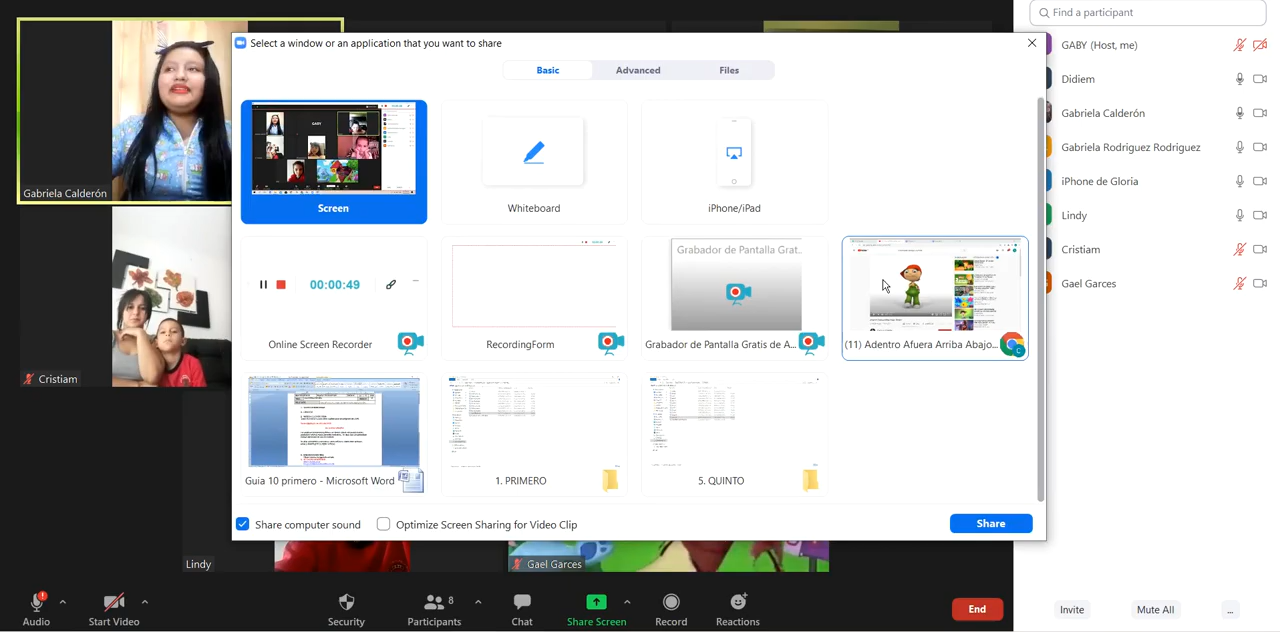 Select a window or an application that you want to share
Basic
Advanced
Files
Screen
Whiteboard
iPhone/iPad
00:00:49
Online Screen Recorder
RecordingForm
Grabador de Pantalla Grat...
Grabador de Pantalla Gratis de A...
(11) Adentro Afuera Arriba Abajo...
Guia 10 primero - Microsoft Word
1. PRIMERO
5. QUINTO
Share computer sound
Optimize Screen Sharing for Video Clip
Share
Gabriela Calderón
Cristiam
Lindy
Gael Garces
Find a participant
GABY (Host, me)
Didiem
Gabriela Calderón
Gabriela Rodriguez Rodriguez
iPhone de Gloria
Lindy
Cristiam
Gael Garces
Audio
Start Video
Security
Participants
8
Chat
Share Screen
Record
Reactions
End
Invite
Mute All
...